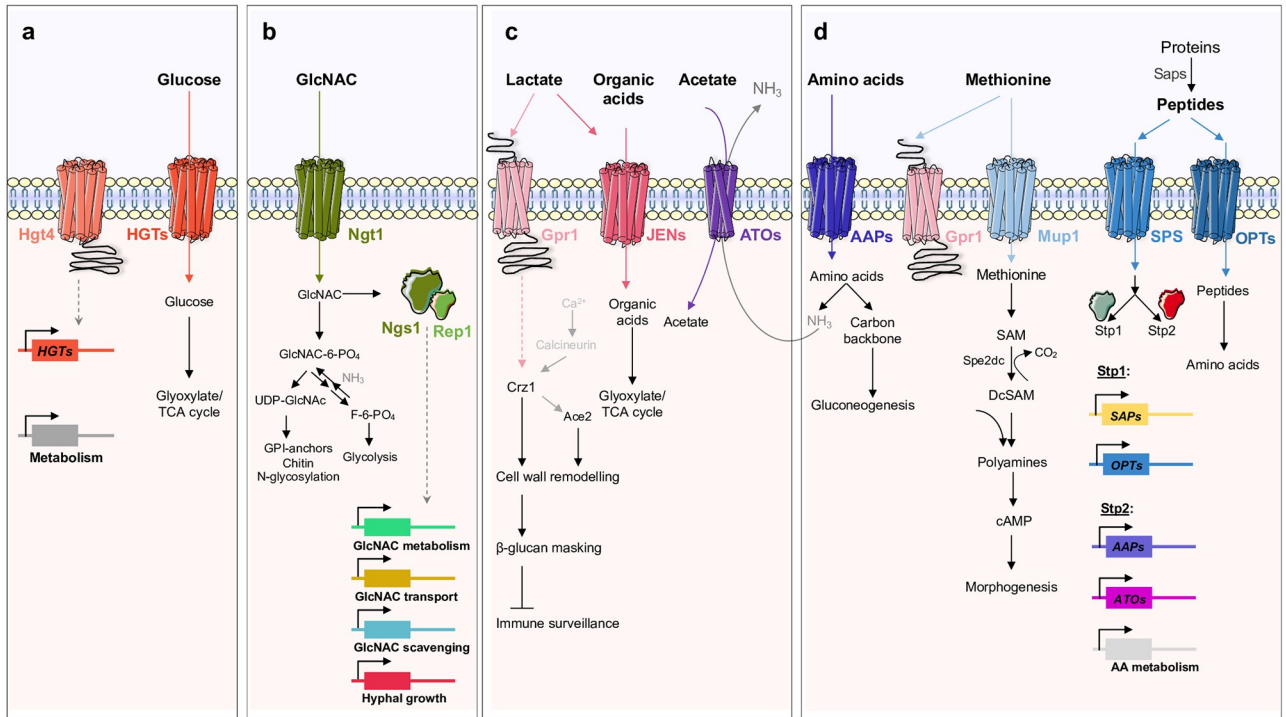 a
Glucose
Hgt4
HGTs
Glucose
HGTs
Glyoxylate/
TCA cycle
Metabolism
b
GlcNAC
Ngt1
GlcNAC
Ngs1
Rep1
GlcNAC-6-PO₄
NH₃
UDP-GlcNAc
F-6-PO₄
GPI-anchors
Chitin
N-glycosylation
Glycolysis
GlcNAC metabolism
GlcNAC transport
GlcNAC scavenging
Hyphal growth
c
Lactate
Organic
acids
Acetate
NH₃
Gpr1
JENs
ATOs
Ca²⁺
Organic
acids
Acetate
Calcineurin
Crz1
Ace2
Glyoxylate/
TCA cycle
Cell wall remodelling
β-glucan masking
Immune surveillance
d
Amino acids
Methionine
Proteins
Saps
Peptides
AAPs
Gpr1
Mup1
SPS
OPTs
Amino acids
NH₃
Carbon
backbone
Gluconeogenesis
Methionine
SAM
Spe2dc
CO₂
DcSAM
Polyamines
cAMP
Morphogenesis
Stp1
Stp2
Peptides
Amino acids
Stp1:
SAPs
OPTs
Stp2:
AAPs
ATOs
AA metabolism